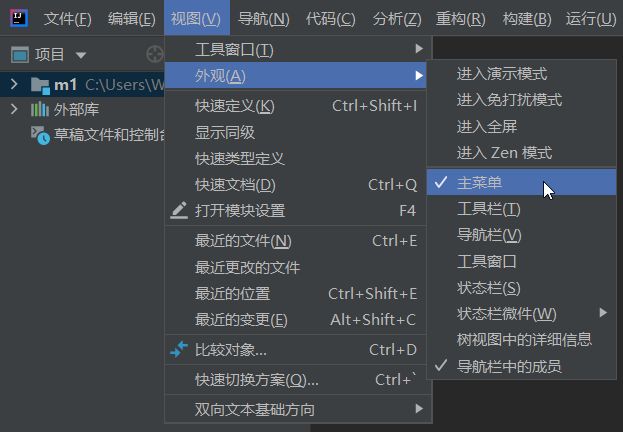 文件(F) 编辑(E) 视图(V) 导航(N) 代码(C) 分析(Z) 重构(R) 构建(B) 运行(U)
项目
m1 C:\Users\W
外部库
草稿文件和控制台
工具窗口(T)
外观(A)
快速定义(K) Ctrl+Shift+I
显示同级
快速类型定义
快速文档(D) Ctrl+Q
打开模块设置 F4
最近的文件(N) Ctrl+E
最近更改的文件
最近的位置 Ctrl+Shift+E
最近的变更(E) Alt+Shift+C
比较对象... Ctrl+D
快速切换方案(Q)... Ctrl+`
双向文本基础方向
进入演示模式
进入免打扰模式
进入全屏
进入 Zen 模式
主菜单
工具栏(T)
导航栏(V)
工具窗口
状态栏(S)
状态栏微件(W)
树视图中的详细信息
导航栏中的成员